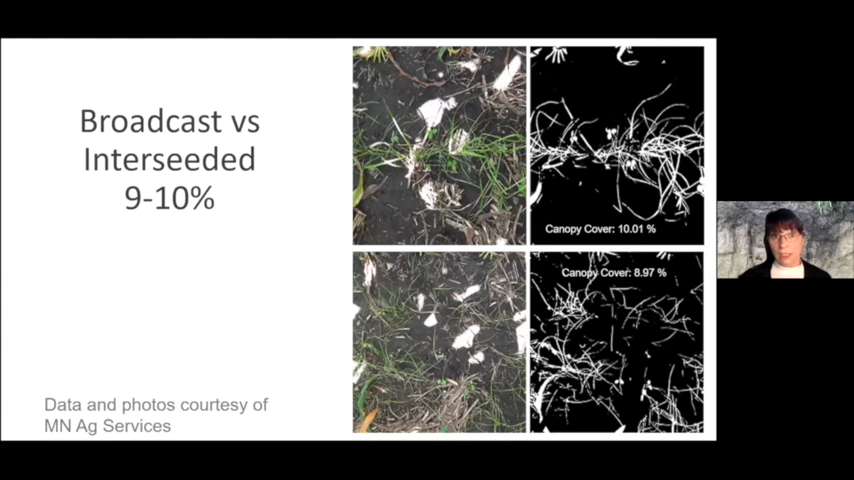 Broadcast vs
Interseeded
9-10%
Canopy Cover: 10.01 %
Canopy Cover: 8.97 %
Data and photos courtesy of
MN Ag Services